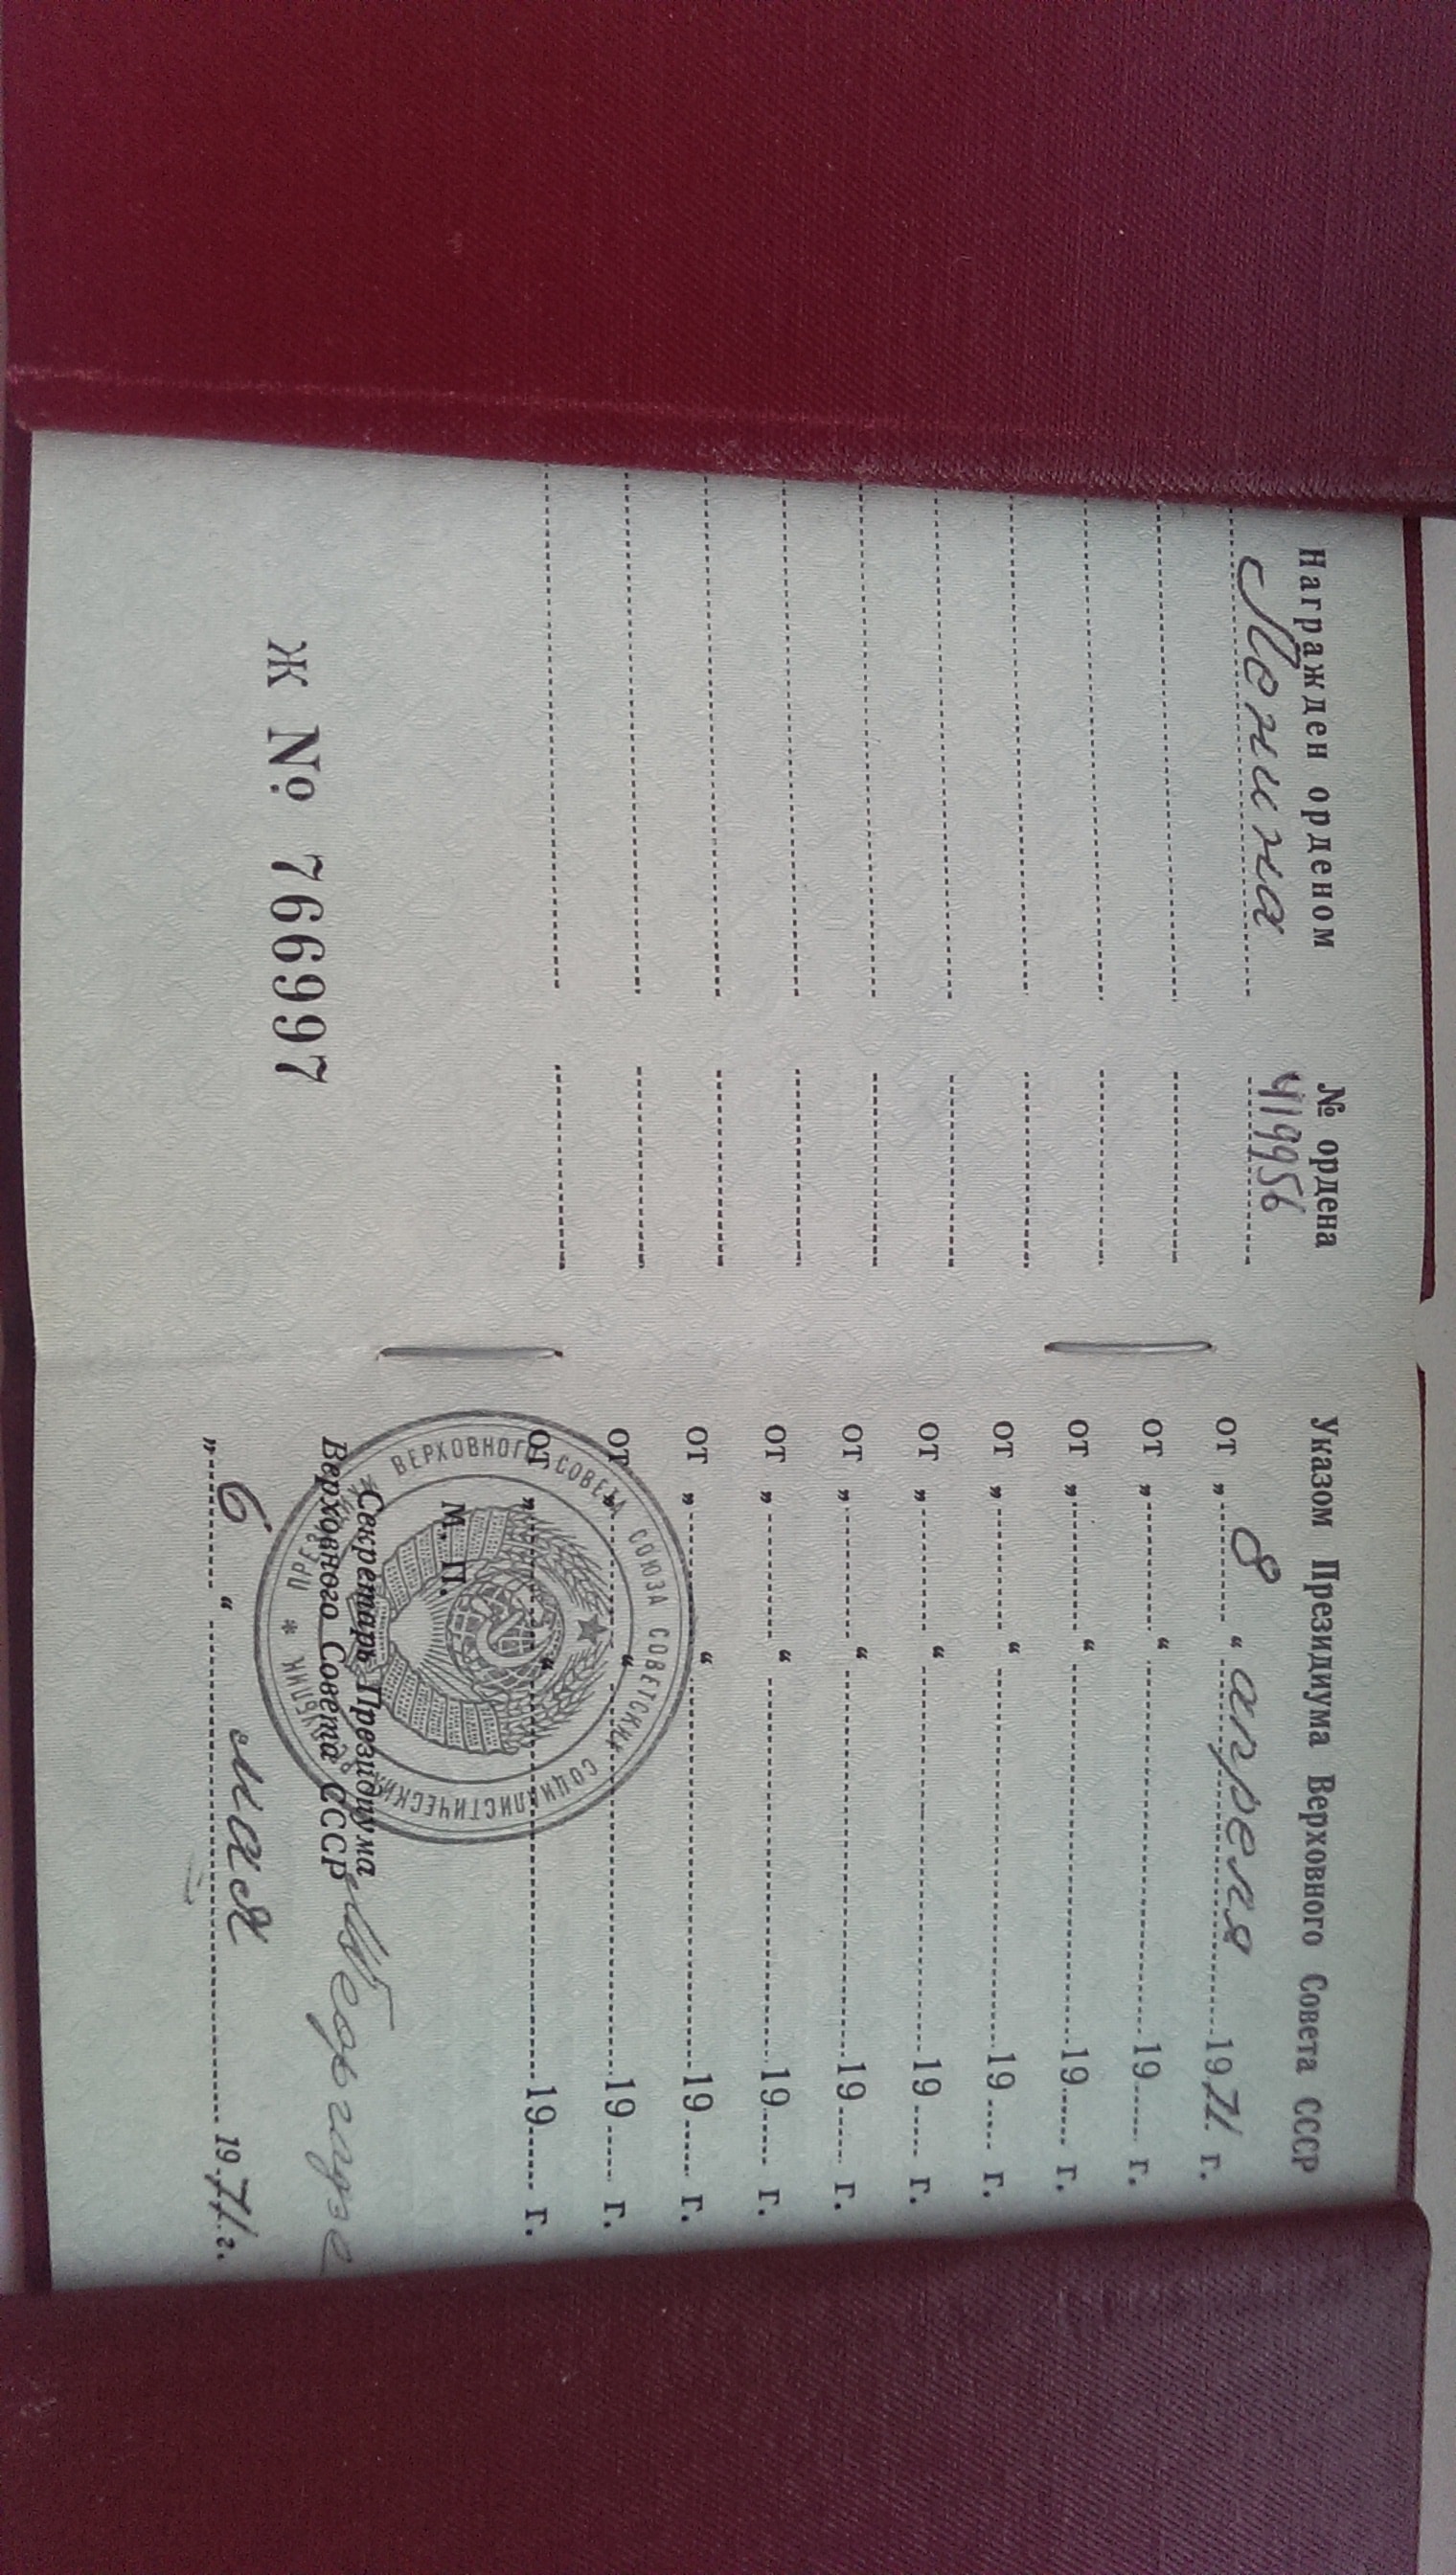 Награжден орденом
Ленина
№ ордена
419956
Ж № 766997
Указом Президиума Верховного Совета СССР
от „ 8 “ апреля 1971 г.
от „ “ 19 г.
от „ “ 19 г.
от „ “ 19 г.
от „ “ 19 г.
от „ “ 19 г.
от „ “ 19 г.
от „ “ 19 г.
от „ “ 19 г.
от „ “ 19 г.
М. П.
ПРЕЗИДИУМ ВЕРХОВНОГО СОВЕТА СОЮЗА СОВЕТСКИХ СОЦИАЛИСТИЧЕСКИХ РЕСПУБЛИК *
Секретарь Президиума
Верховного Совета СССР
„ 6 “ мая 1971 г.